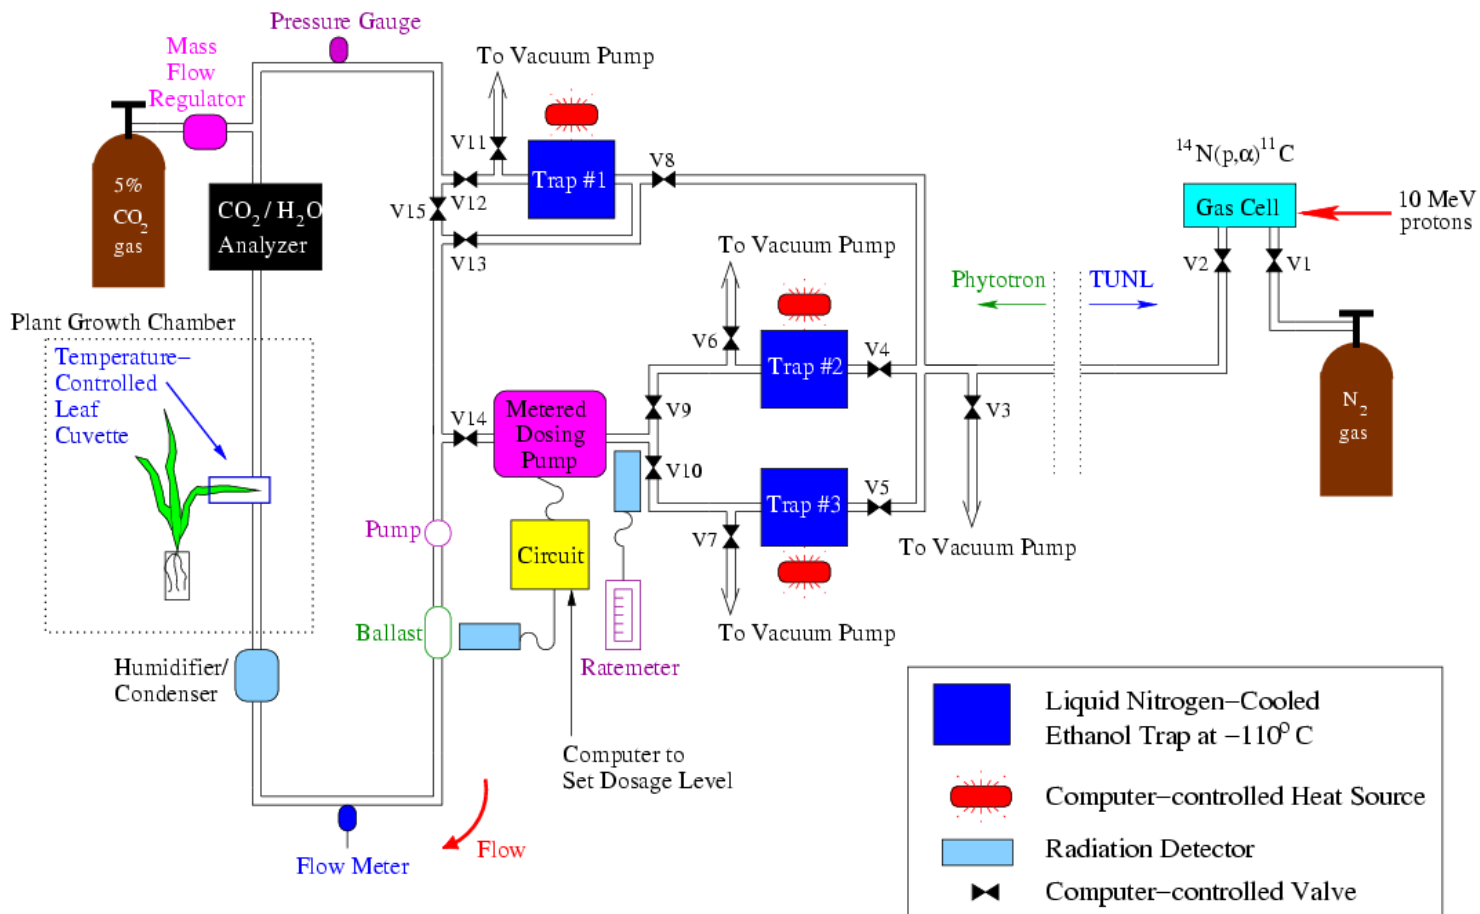 Pressure Gauge
Mass
Flow
Regulator
To Vacuum Pump
V11
V8
Trap #1
V12
V15
V13
5%
CO2
gas
CO2 / H2O
Analyzer
14N(p,α)11C
Gas Cell
10 MeV
protons
V2
V1
To Vacuum Pump
Phytotron
TUNL
Plant Growth Chamber
Temperature–
Controlled
Leaf
Cuvette
V6
V4
Trap #2
V9
V3
N2
gas
V14
Metered
Dosing
Pump
V10
Trap #3
V5
V7
To Vacuum Pump
Pump
Circuit
To Vacuum Pump
Ballast
Ratemeter
Humidifier/
Condenser
Computer to
Set Dosage Level
Flow
Flow Meter
Liquid Nitrogen–Cooled
Ethanol Trap at –110° C
Computer–controlled Heat Source
Radiation Detector
Computer–controlled Valve